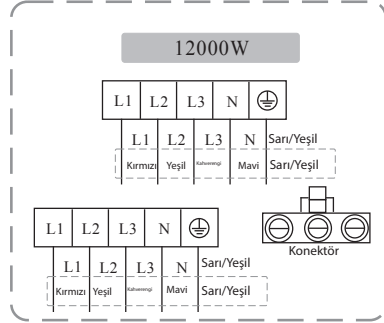 12000W
L1 L2 L3 N
L1 L2 L3 N Sarı/Yeşil
Kırmızı Yeşil Kahverengi Mavi Sarı/Yeşil
L1 L2 L3 N
Konektör
L1 L2 L3 N Sarı/Yeşil
Kırmızı Yeşil Kahverengi Mavi Sarı/Yeşil